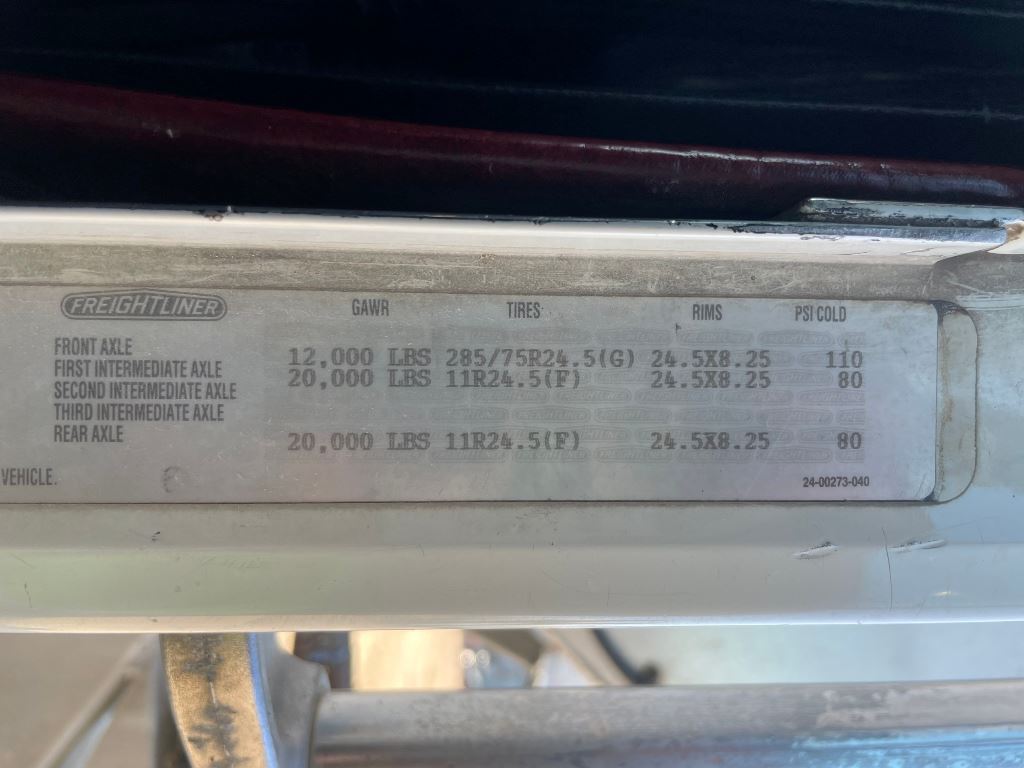 FREIGHTLINER GAWR TIRES RIMS PSI COLD
FRONT AXLE 12,000 LBS 285/75R24.5(G) 24.5X8.25 110
FIRST INTERMEDIATE AXLE 20,000 LBS 11R24.5(F) 24.5X8.25 80
SECOND INTERMEDIATE AXLE
THIRD INTERMEDIATE AXLE
REAR AXLE 20,000 LBS 11R24.5(F) 24.5X8.25 80
VEHICLE.
24-00273-040